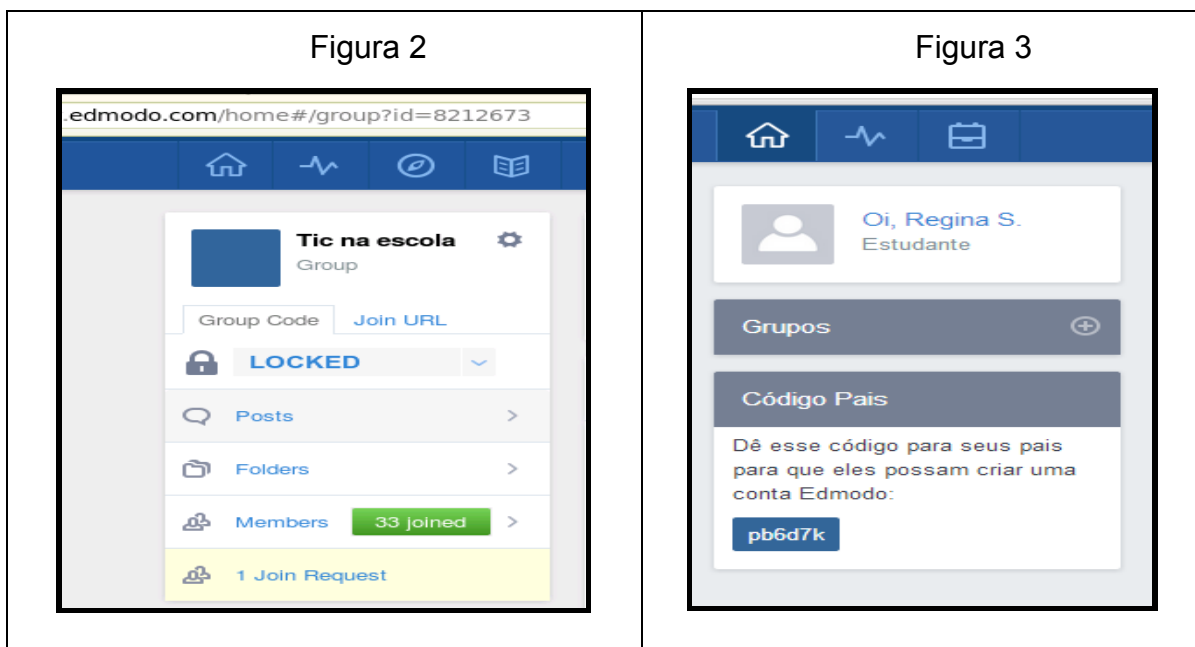 Figura 2
.edmodo.com/home#/group?id=8212673
Tic na escola
Group
Group Code
Join URL
LOCKED
Posts
Folders
Members
33 joined
1 Join Request
Figura 3
Oi, Regina S.
Estudante
Grupos
Código Pais
Dê esse código para seus pais
para que eles possam criar uma
conta Edmodo:
pb6d7k